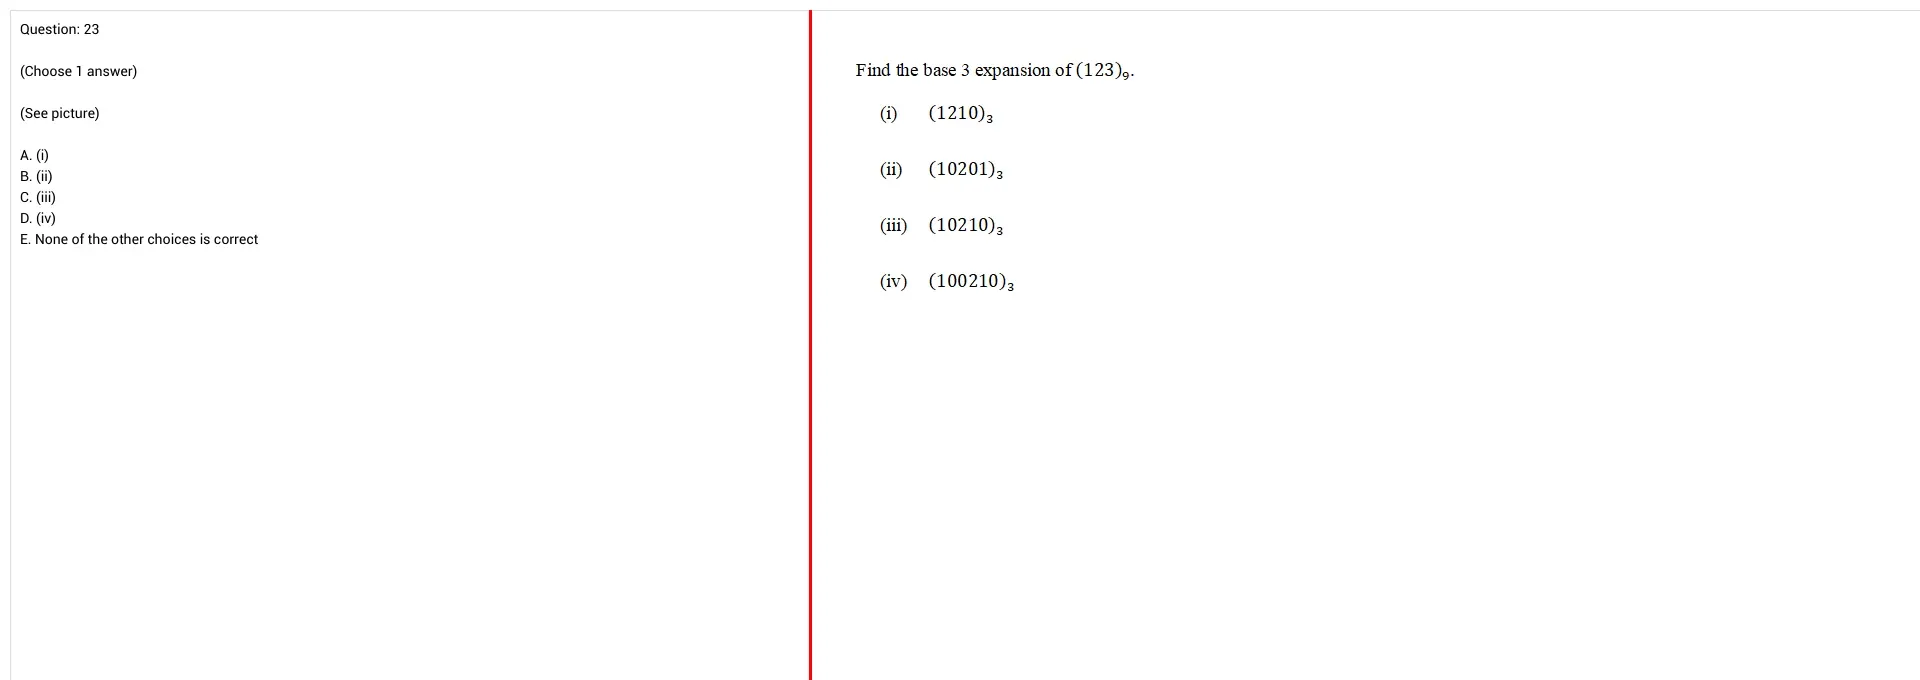 Question: 23
(Choose 1 answer)
(See picture)
A. (i)
B. (ii)
C. (iii)
D. (iv)
E. None of the other choices is correct
Find the base 3 expansion of (123)₉.
(i) (1210)₃
(ii) (10201)₃
(iii) (10210)₃
(iv) (100210)₃